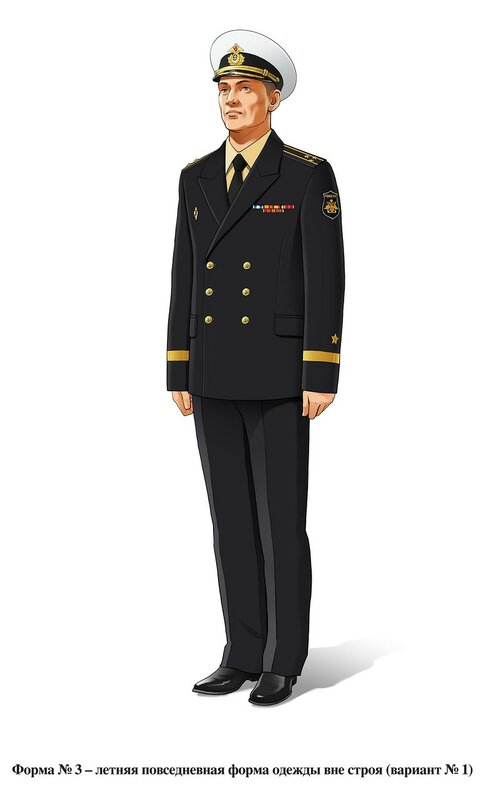 Форма № 3 – летняя повседневная форма одежды вне строя (вариант № 1)